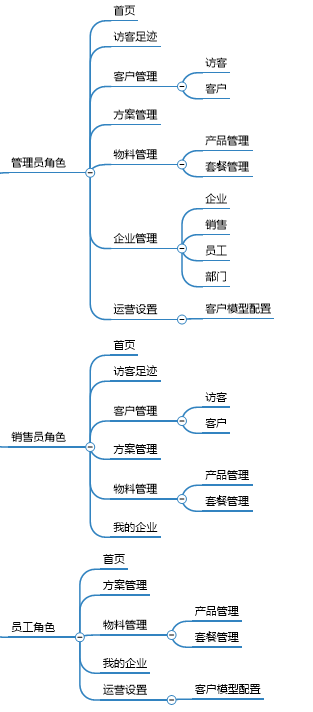 首页
访客足迹
客户管理
访客
客户
方案管理
物料管理
产品管理
套餐管理
管理员角色
企业管理
企业
销售
员工
部门
运营设置
客户模型配置
首页
访客足迹
客户管理
访客
客户
销售员角色
方案管理
物料管理
产品管理
套餐管理
我的企业
首页
方案管理
员工角色
物料管理
产品管理
套餐管理
我的企业
运营设置
客户模型配置